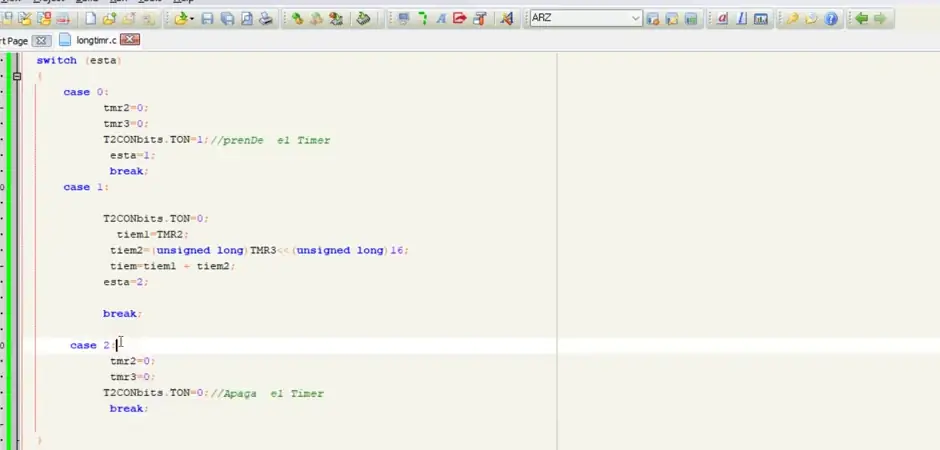 ARZ
rt Page
longtimr.c
switch (esta)
{
case 0:
tmr2=0;
tmr3=0;
T2CONbits.TON=1;//prenDe el Timer
esta=1;
break;
case 1:
T2CONbits.TON=0;
tiem1=TMR2;
tiem2=(unsigned long)TMR3<<(unsigned long)16;
tiem=tiem1 + tiem2;
esta=2;
break;
case 2:
tmr2=0;
tmr3=0;
T2CONbits.TON=0;//Apaga el Timer
break;
}